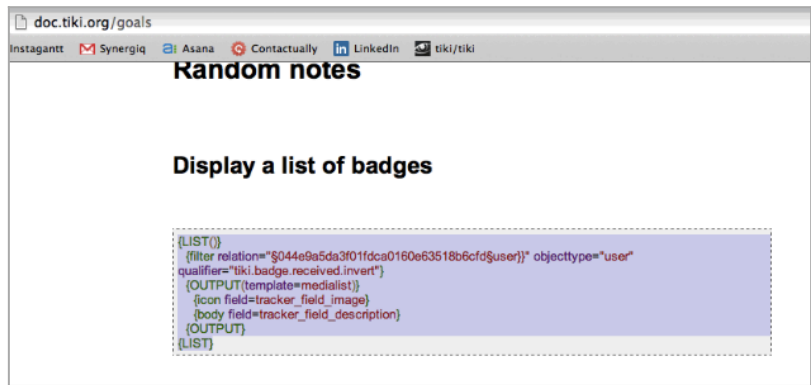 doc.tiki.org/goals
Instagantt Synergiq Asana Contactually LinkedIn tiki/tiki
Random notes
Display a list of badges
{LIST()}
{filter relation="§044e9a5da3f01fdca0160e63518b6cfd§user}}" objecttype="user"
qualifier="tiki.badge.received.invert"}
{OUTPUT(template=medialist)}
{icon field=tracker_field_image}
{body field=tracker_field_description}
{OUTPUT}
{LIST}